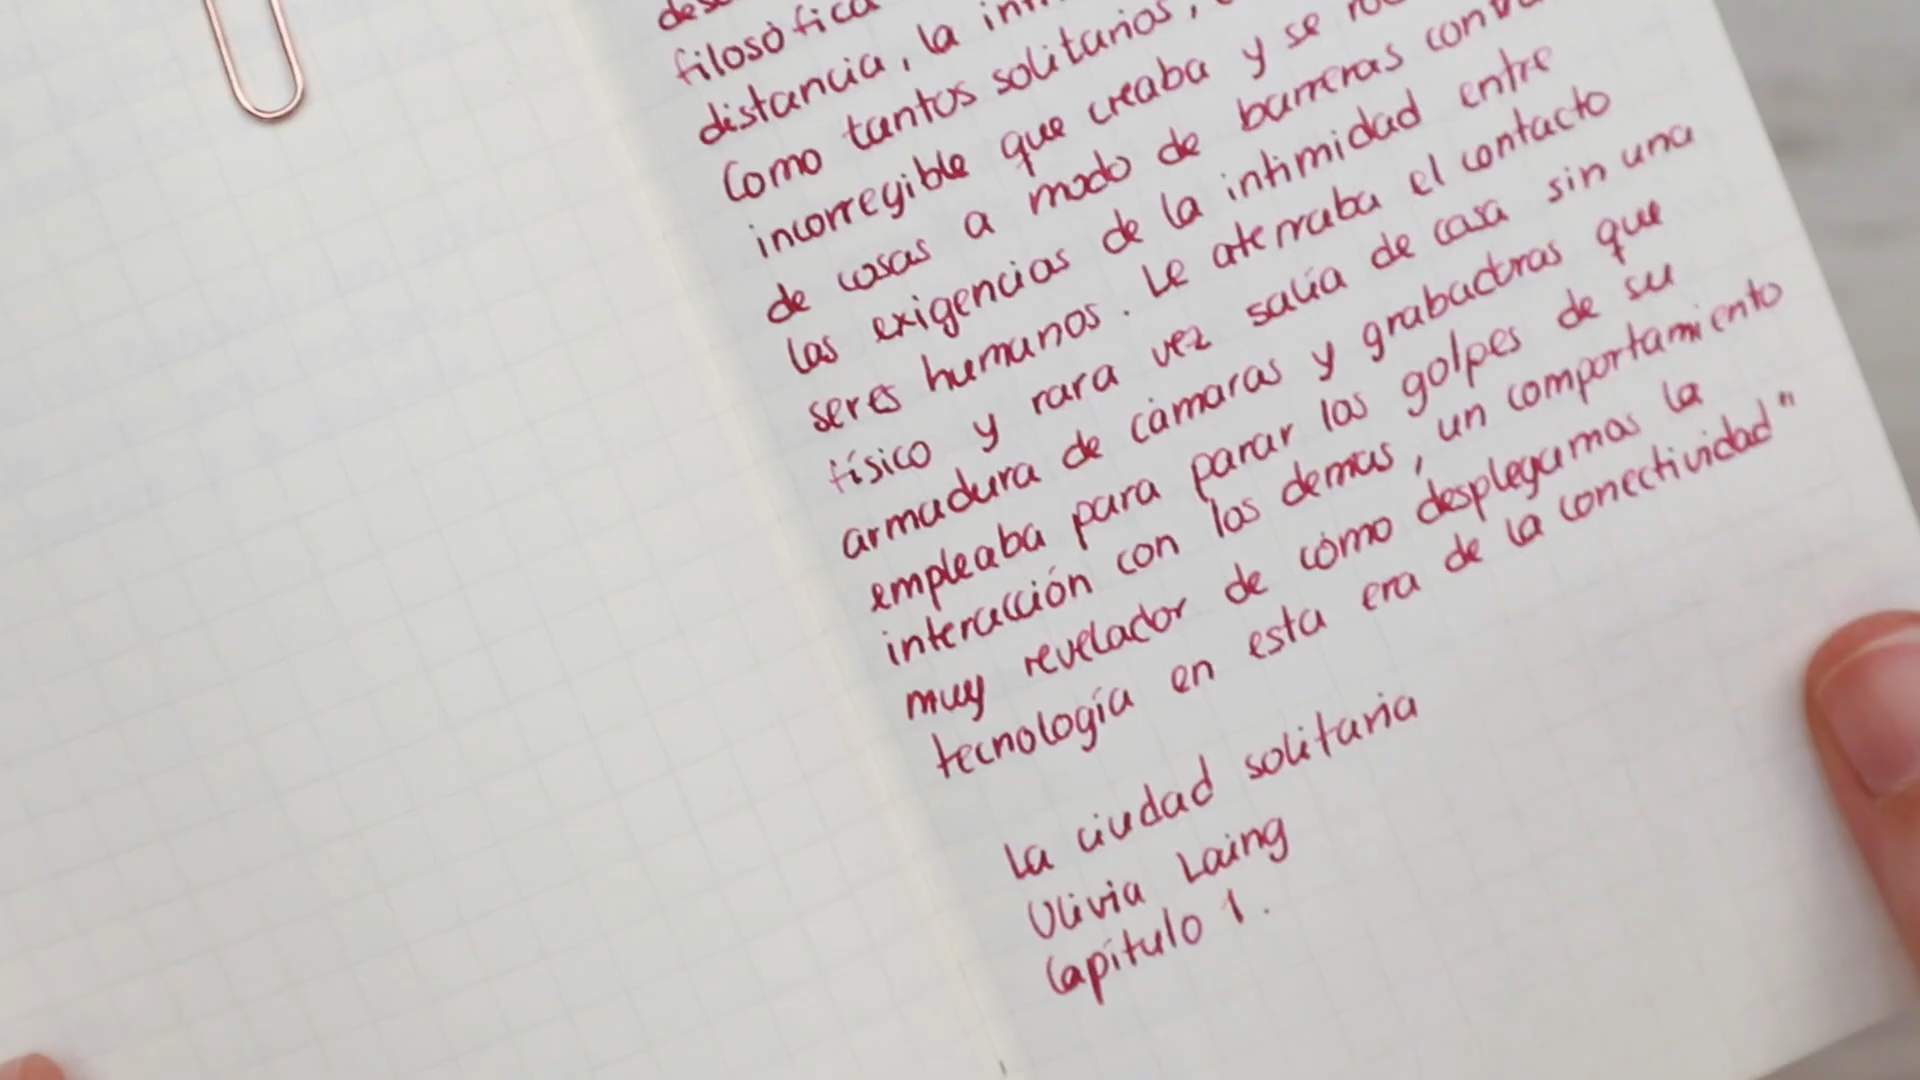 filosófica
distancia, la
Como tantos solitarios,
incorregible que creaba y se
de cosas a modo de barreras
las exigencias de la intimidad entre
seres humanos. Le aterraba el contacto
físico y rara vez salía de casa sin una
armadura de cámaras y grabadoras que
empleaba para parar los golpes de su
interacción con los demas, un comportamiento
muy revelador de cómo desplegamos la
tecnología en esta era de la conectividad"
La ciudad solitaria
Olivia Laing
Capítulo 1.